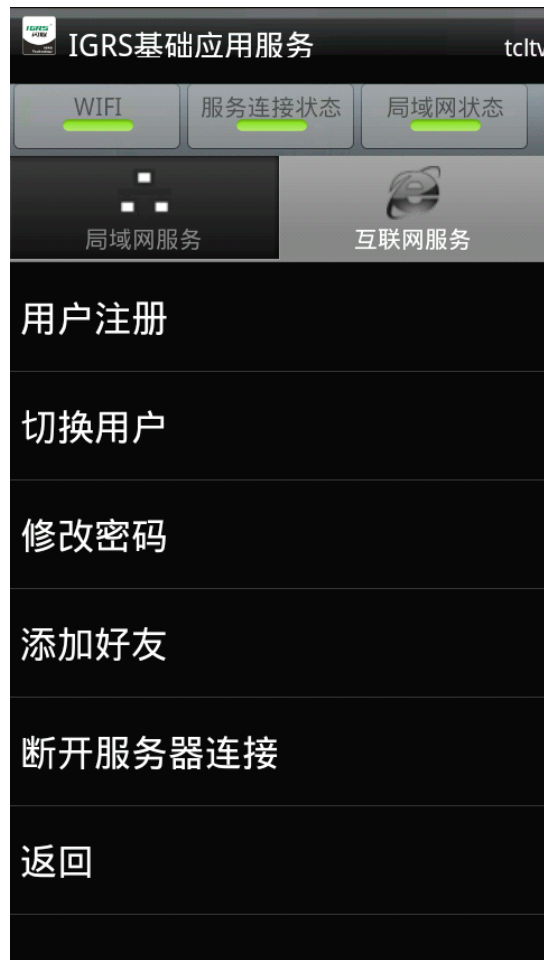 IGRS
闪联
IGRS基础应用服务 tcltv
WIFI 服务连接状态 局域网状态
局域网服务 互联网服务
用户注册
切换用户
修改密码
添加好友
断开服务器连接
返回